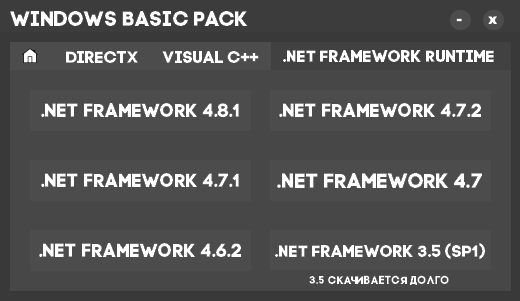 WINDOWS BASIC PACK - X
DIRECTX VISUAL C++ .NET FRAMEWORK RUNTIME
.NET FRAMEWORK 4.8.1 .NET FRAMEWORK 4.7.2
.NET FRAMEWORK 4.7.1 .NET FRAMEWORK 4.7
.NET FRAMEWORK 4.6.2 .NET FRAMEWORK 3.5 (SP1)
3.5 СКАЧИВАЕТСЯ ДОЛГО